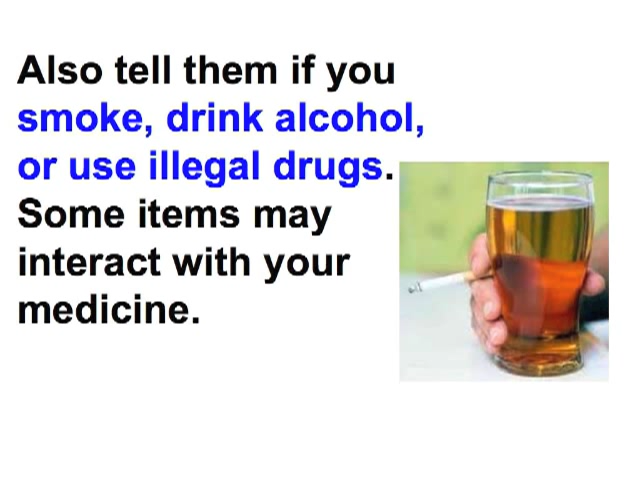 Also tell them if you
smoke, drink alcohol,
or use illegal drugs.
Some items may
interact with your
medicine.